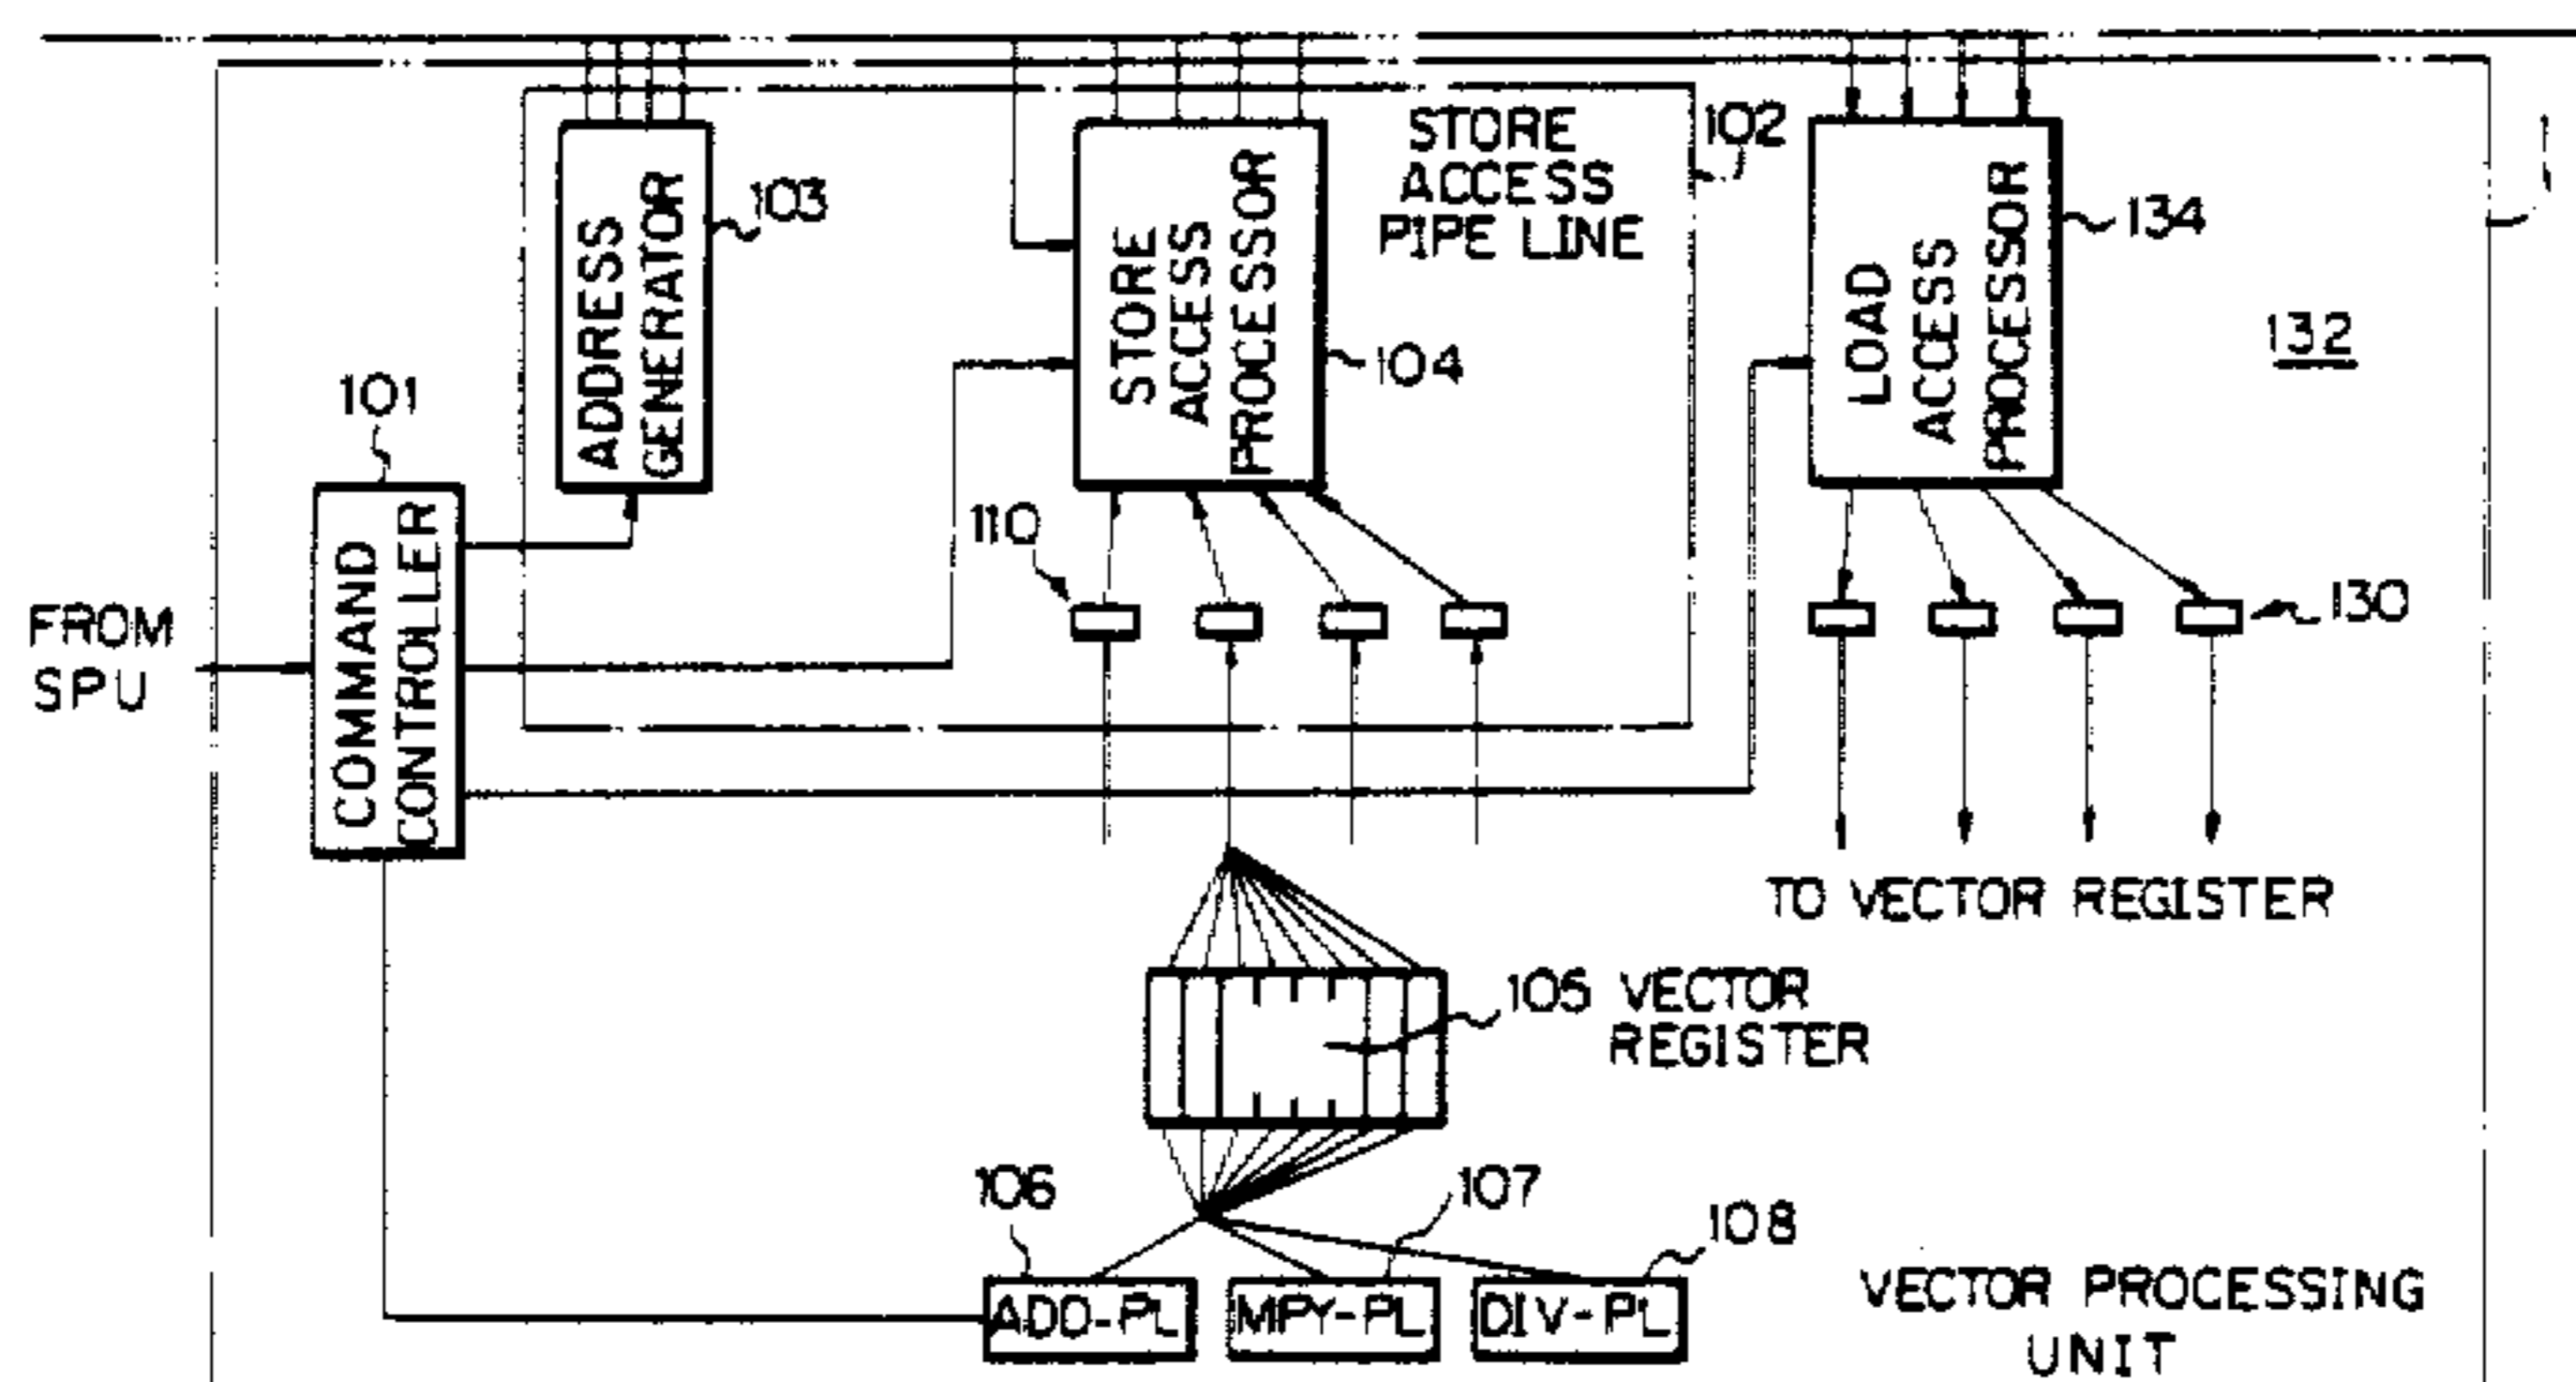 STORE
ACCESS
PIPE LINE
102
103
ADDRESS
GENERATOR
STORE
ACCESS
PROCESSOR
104
LOAD
ACCESS
PROCESSOR
134
132
101
COMMAND
CONTROLLER
FROM
SPU
110
130
TO VECTOR REGISTER
105 VECTOR
REGISTER
106
107
108
ADD-PL
MPY-PL
DIV-PL
VECTOR PROCESSING
UNIT